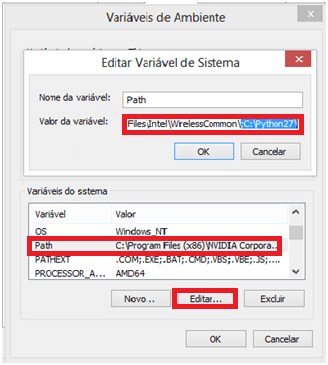 Variáveis de Ambiente
Editar Variável de Sistema
Nome da variável:
Path
Valor da variável:
Files\Intel\WirelessCommon\;C:\Python27\
OK
Cancelar
Variáveis do sistema
Variável
Valor
OS
Windows_NT
Path
C:\Program Files (x86)\NVIDIA Corpora...
PATHEXT
.COM;.EXE;.BAT;.CMD;.VBS;.VBE;.JS;....
PROCESSOR_A...
AMD64
Novo...
Editar...
Excluir
OK
Cancelar